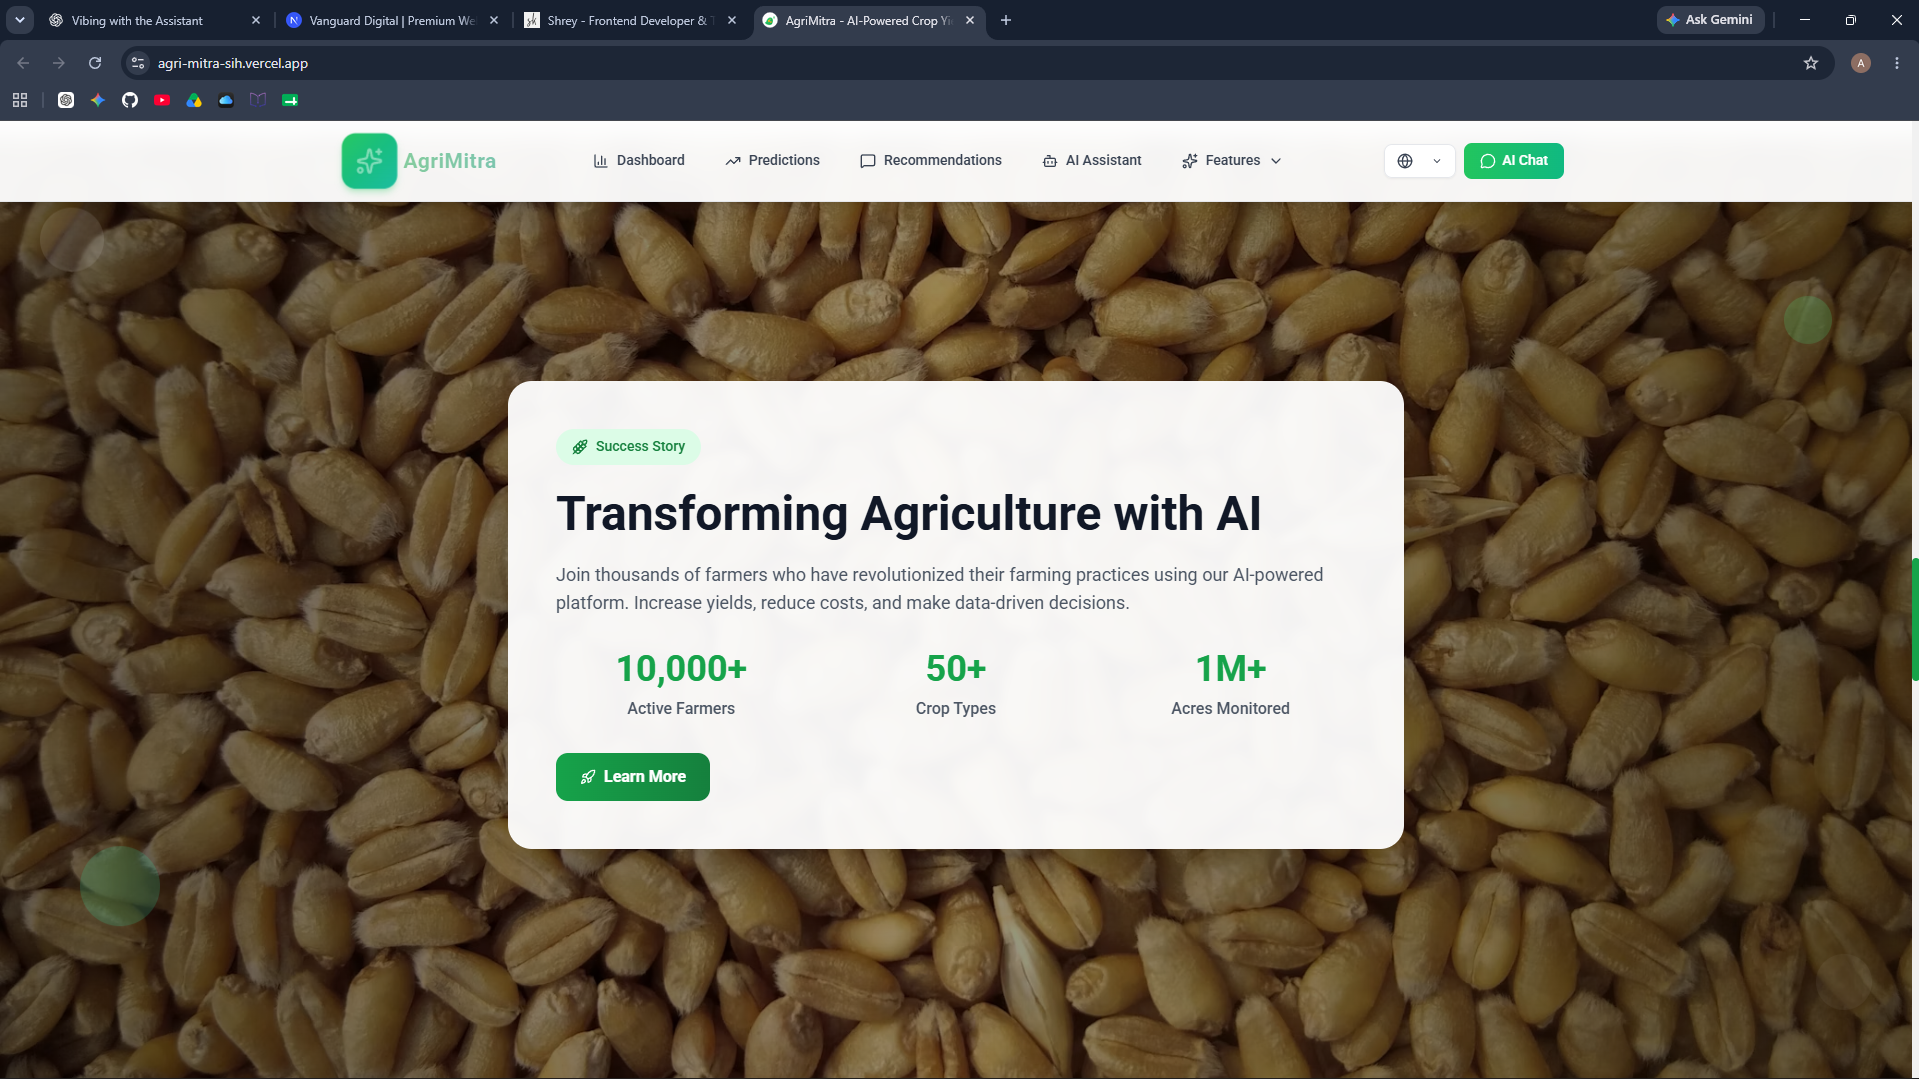 Vibing with the Assistant
Vanguard Digital | Premium We
Shrey - Frontend Developer &
AgriMitra - AI-Powered Crop Yi
Ask Gemini
agri-mitra-sih.vercel.app
A
AgriMitra
Dashboard
Predictions
Recommendations
AI Assistant
Features
AI Chat
Success Story
Transforming Agriculture with AI
Join thousands of farmers who have revolutionized their farming practices using our AI-powered
platform. Increase yields, reduce costs, and make data-driven decisions.
10,000+
50+
1M+
Active Farmers
Crop Types
Acres Monitored
Learn More